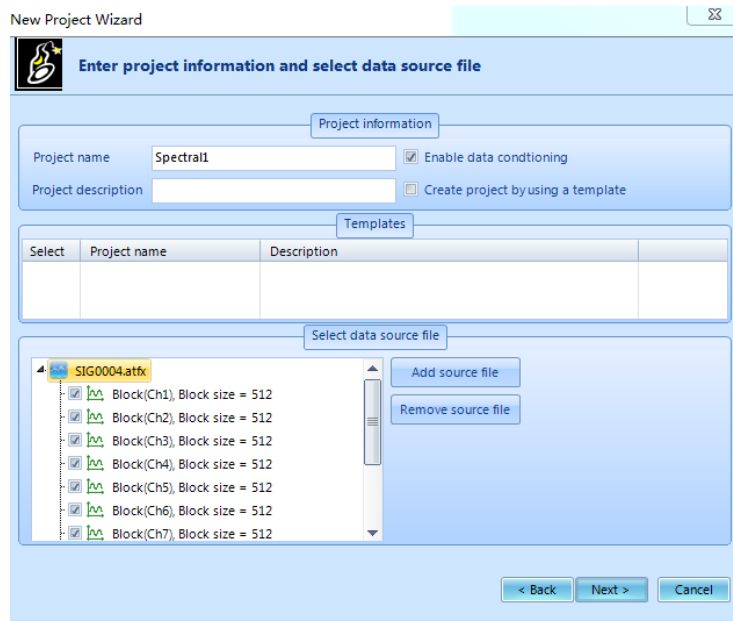 New Project Wizard
Enter project information and select data source file
Project information
Project name Spectral1 Enable data condtioning
Project description Create project by using a template
Templates
Select Project name Description
Select data source file
SIG0004.atfx Add source file
Block(Ch1), Block size = 512
Remove source file
Block(Ch2), Block size = 512
Block(Ch3), Block size = 512
Block(Ch4), Block size = 512
Block(Ch5), Block size = 512
Block(Ch6), Block size = 512
Block(Ch7), Block size = 512
< Back Next > Cancel